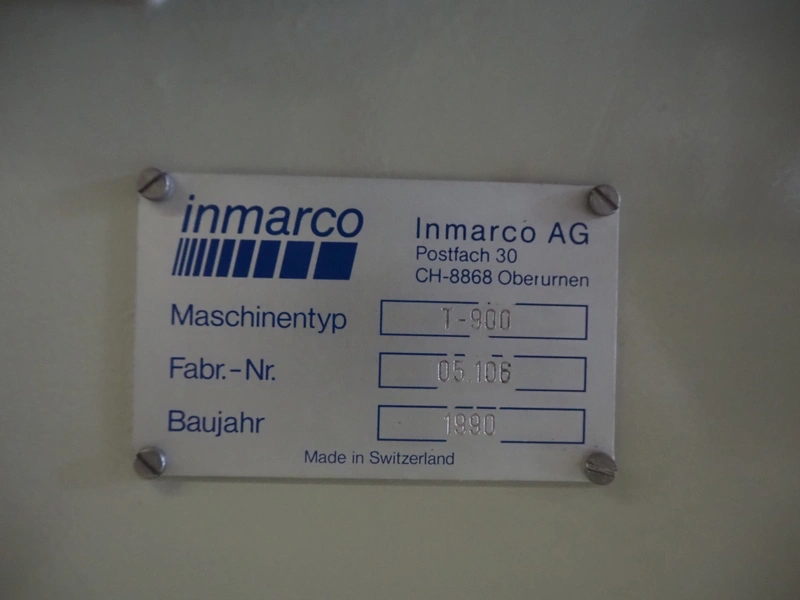 inmarco
Inmarco AG
Postfach 30
CH-8868 Oberurnen
Maschinentyp T-900
Fabr.-Nr. 05.106
Baujahr 1990
Made in Switzerland